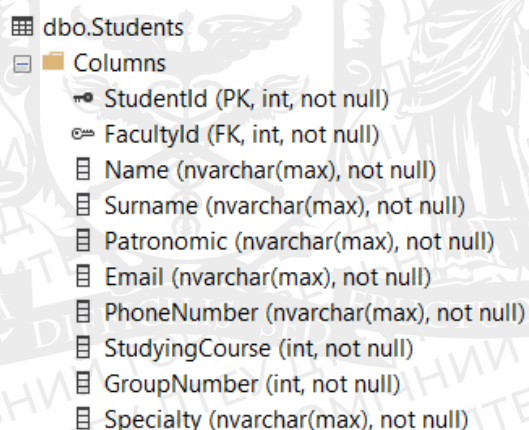 dbo.Students
Columns
StudentId (PK, int, not null)
FacultyId (FK, int, not null)
Name (nvarchar(max), not null)
Surname (nvarchar(max), not null)
Patronomic (nvarchar(max), not null)
Email (nvarchar(max), not null)
PhoneNumber (nvarchar(max), not null)
StudyingCourse (int, not null)
GroupNumber (int, not null)
Specialty (nvarchar(max), not null)